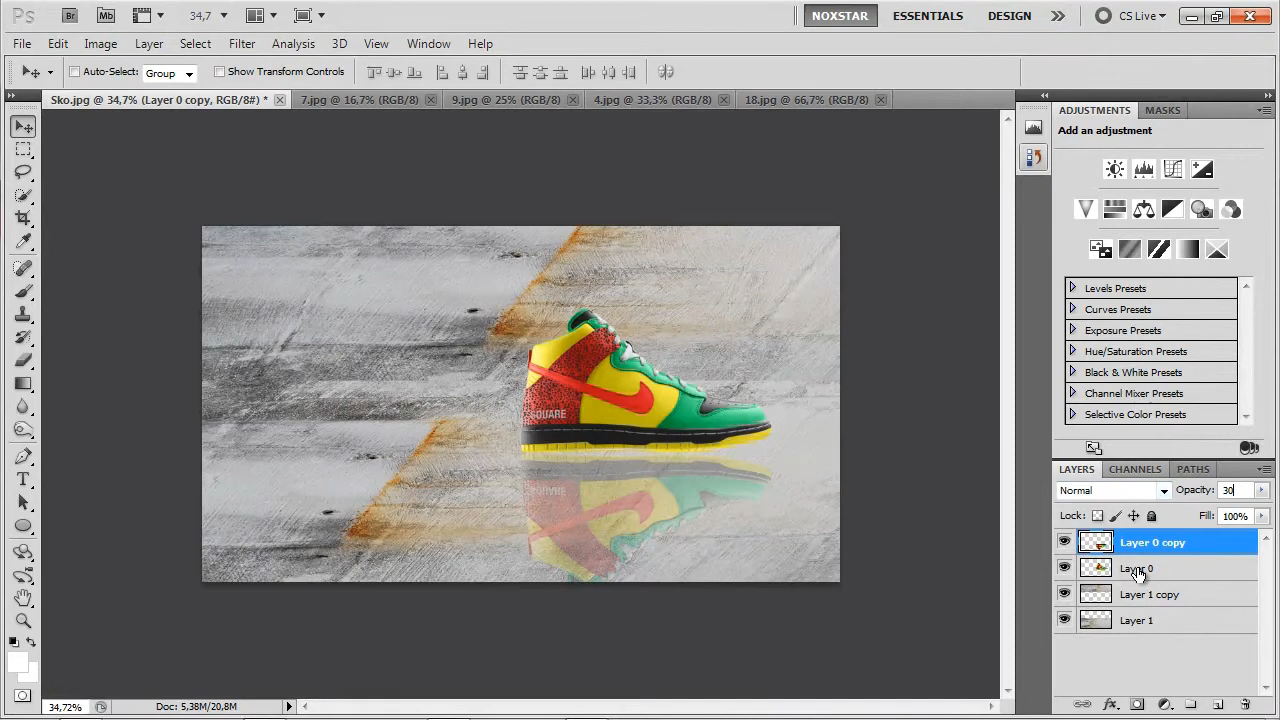 Ps Br Mb 34,7 NOXSTAR ESSENTIALS DESIGN CS Live
File Edit Image Layer Select Filter Analysis 3D View Window Help
Auto-Select: Group Show Transform Controls
Sko.jpg @ 34,7% (Layer 0 copy, RGB/8#) * 7.jpg @ 16,7% (RGB/8) 9.jpg @ 25% (RGB/8) 4.jpg @ 33,3% (RGB/8) 18.jpg @ 66,7% (RGB/8)
ADJUSTMENTS MASKS
Add an adjustment
Levels Presets
Curves Presets
Exposure Presets
Hue/Saturation Presets
Black & White Presets
Channel Mixer Presets
Selective Color Presets
SQUARE
LAYERS CHANNELS PATHS
Normal Opacity: 30
Lock: Fill: 100%
Layer 0 copy
Layer 0
Layer 1 copy
Layer 1
34,72% Doc: 5,38M/20,8M